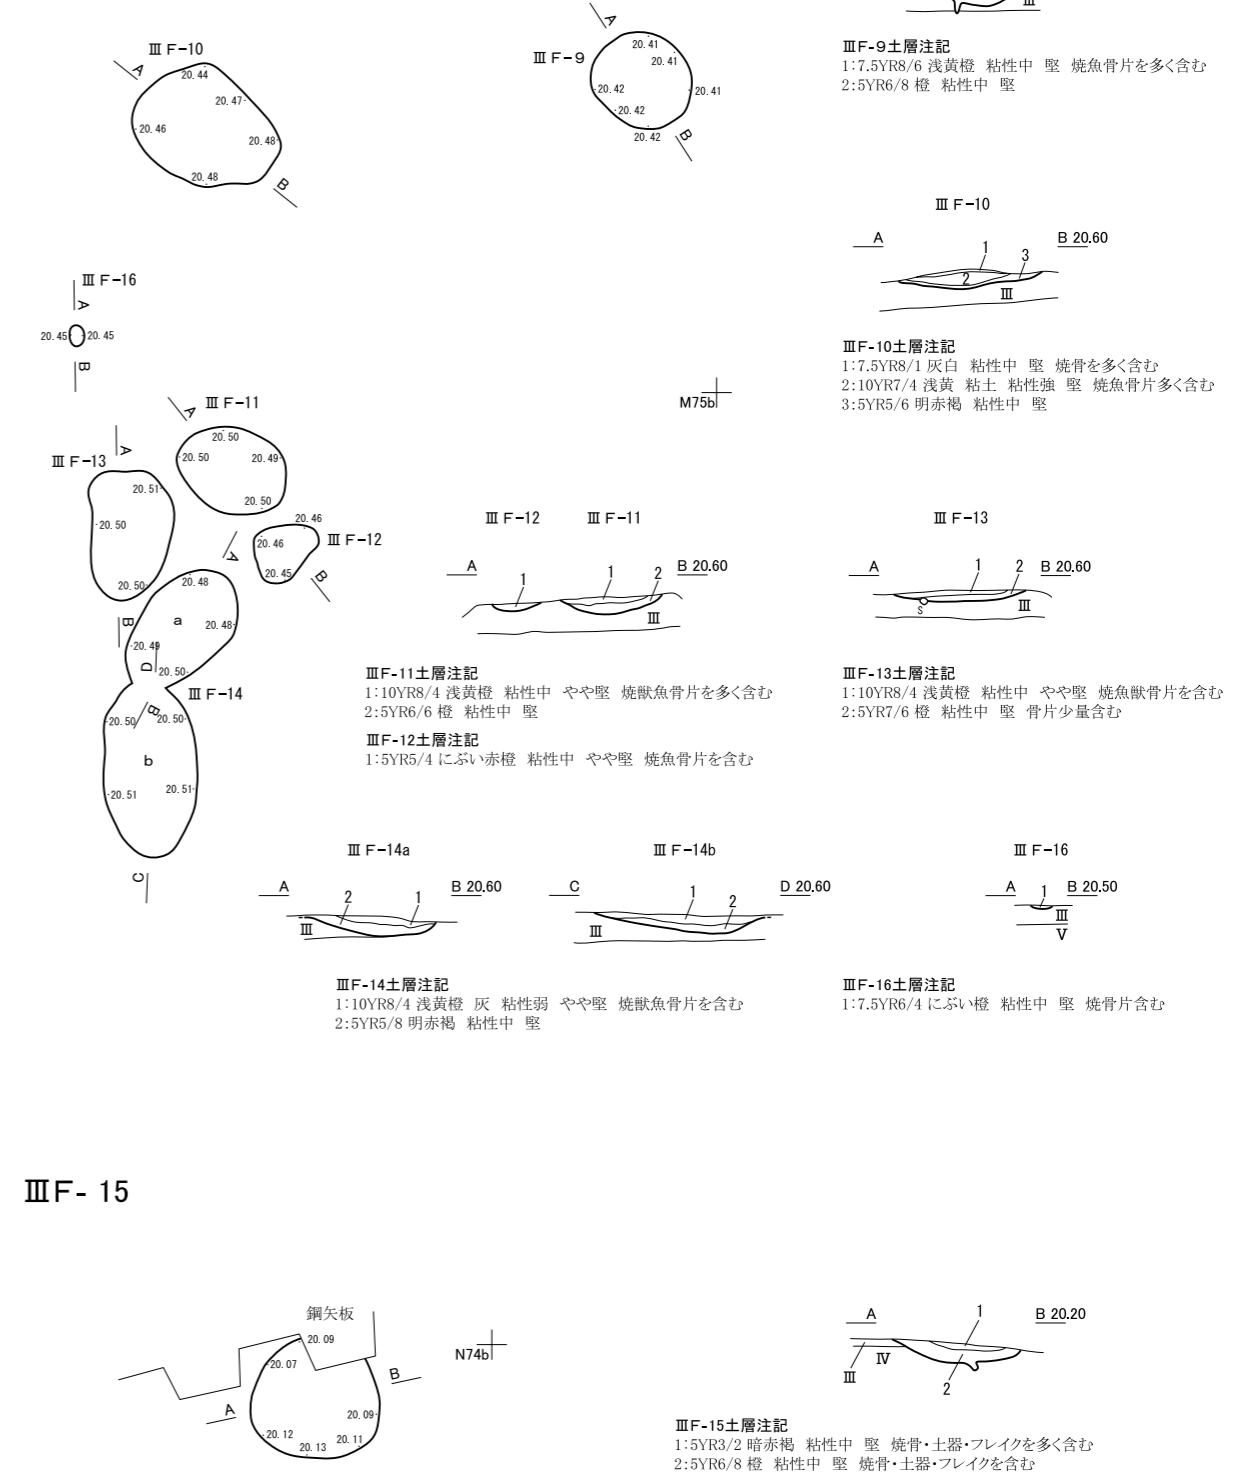 Ⅲ
ⅢF-9土層注記
1:7.5YR8/6 浅黄橙 粘性中 堅 焼魚骨片を多く含む
2:5YR6/8 橙 粘性中 堅
Ⅲ F-10
A
20.44
20.47
20.46
20.48
20.48
B
Ⅲ F-9
A
20.41
20.41
20.42
20.41
20.42
20.42
B
Ⅲ F-10
A
B 20.60
1
3
2
Ⅲ
ⅢF-10土層注記
1:7.5YR8/1 灰白 粘性中 堅 焼骨を多く含む
2:10YR7/4 浅黄 粘土 粘性強 堅 焼魚骨片多く含む
3:5YR5/6 明赤褐 粘性中 堅
Ⅲ F-16
A
20.45
20.45
B
M75b
Ⅲ F-11
A
20.50
20.50
20.49
20.50
Ⅲ F-13
A
20.51
20.50
20.50
B
20.46
Ⅲ F-12
20.46
20.45
A
B
20.48
a
20.48
20.49
D
20.50
Ⅲ F-14
B
20.50
20.50
b
20.51
20.51
C
Ⅲ F-12
Ⅲ F-11
A
B 20.60
1
1
2
Ⅲ
Ⅲ F-13
A
B 20.60
1
2
S
Ⅲ
ⅢF-11土層注記
1:10YR8/4 浅黄橙 粘性中 やや堅 焼獣魚骨片を多く含む
2:5YR6/6 橙 粘性中 堅
ⅢF-12土層注記
1:5YR5/4 にぶい赤橙 粘性中 やや堅 焼魚骨片を含む
ⅢF-13土層注記
1:10YR8/4 浅黄橙 粘性中 やや堅 焼魚獣骨片を含む
2:5YR7/6 橙 粘性中 堅 骨片少量含む
Ⅲ F-14a
A
B 20.60
2
1
Ⅲ
Ⅲ F-14b
C
D 20.60
1
2
Ⅲ
Ⅲ F-16
A
B 20.50
1
Ⅲ
Ⅴ
ⅢF-14土層注記
1:10YR8/4 浅黄橙 灰 粘性弱 やや堅 焼獣魚骨片を含む
2:5YR5/8 明赤褐 粘性中 堅
ⅢF-16土層注記
1:7.5YR6/4 にぶい橙 粘性中 堅 焼骨片含む
ⅢF- 15
鋼矢板
20.09
20.07
A
B
20.09
20.12
20.11
20.13
N74b
A
B 20.20
1
Ⅳ
Ⅲ
2
ⅢF-15土層注記
1:5YR3/2 暗赤褐 粘性中 堅 焼骨・土器・フレイクを多く含む
2:5YR6/8 橙 粘性中 堅 焼骨・土器・フレイクを含む